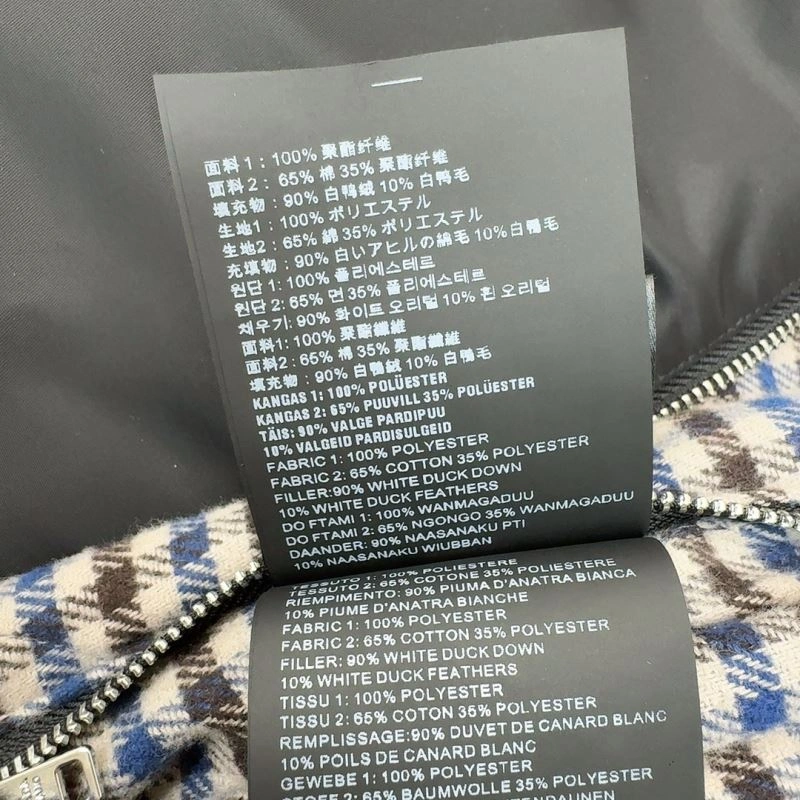 面料1：100% 聚酯纤维
面料2：65% 棉 35% 聚酯纤维
填充物：90% 白鸭绒 10% 白鸭毛
生地1：100% ポリエステル
生地2：65% 綿 35% ポリエステル
充填物：90% 白いアヒルの綿毛 10% 白鴨毛
원단 1: 100% 폴리에스테르
원단 2: 65% 면 35% 폴리에스테르
채우기: 90% 화이트 오리털 10% 흰 오리털
面料1: 100% 聚酯纖維
面料2：65% 棉 35% 聚酯纖維
填充物：90% 白鴨絨 10% 白鴨毛
KANGAS 1: 100% POLÜESTER
KANGAS 2: 65% PUUVILL 35% POLÜESTER
TÄIS: 90% VALGE PARDIPUU
10% VALGEID PARDISULGEID
FABRIC 1: 100% POLYESTER
FABRIC 2: 65% COTTON 35% POLYESTER
FILLER:90% WHITE DUCK DOWN
10% WHITE DUCK FEATHERS
DO FTAMI 1: 100% WANMAGADUU
DO FTAMI 2: 65% NGONGO 35% WANMAGADUU
DAANDER: 90% NAASANAKU PTI
10% NAASANAKU WIUBBAN
TESSUTO 1: 100% POLIESTERE
TESSUTO 2: 65% COTONE 35% POLIESTERE
RIEMPIMENTO: 90% PIUMA D'ANATRA BIANCA
10% PIUME D'ANATRA BIANCHE
FABRIC 1: 100% POLYESTER
FABRIC 2: 65% COTTON 35% POLYESTER
FILLER: 90% WHITE DUCK DOWN
10% WHITE DUCK FEATHERS
TISSU 1: 100% POLYESTER
TISSU 2: 65% COTON 35% POLYESTER
REMPLISSAGE: 90% DUVET DE CANARD BLANC
10% POILS DE CANARD BLANC
GEWEBE 1: 100% POLYESTER
STOFF 2: 65% BAUMWOLLE 35% POLYESTER